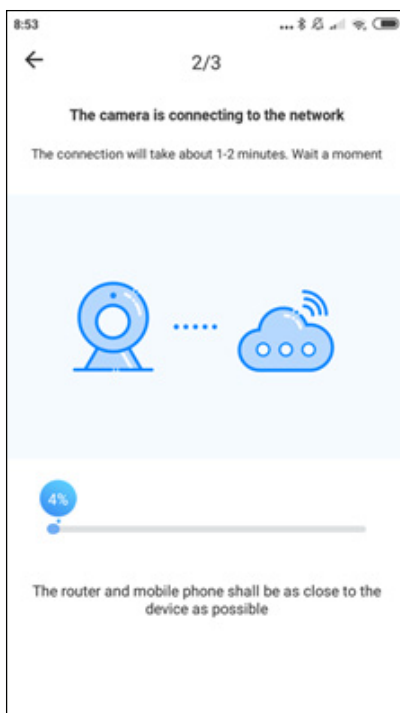 8:53
2/3
The camera is connecting to the network
The connection will take about 1-2 minutes. Wait a moment
4%
The router and mobile phone shall be as close to the
device as possible